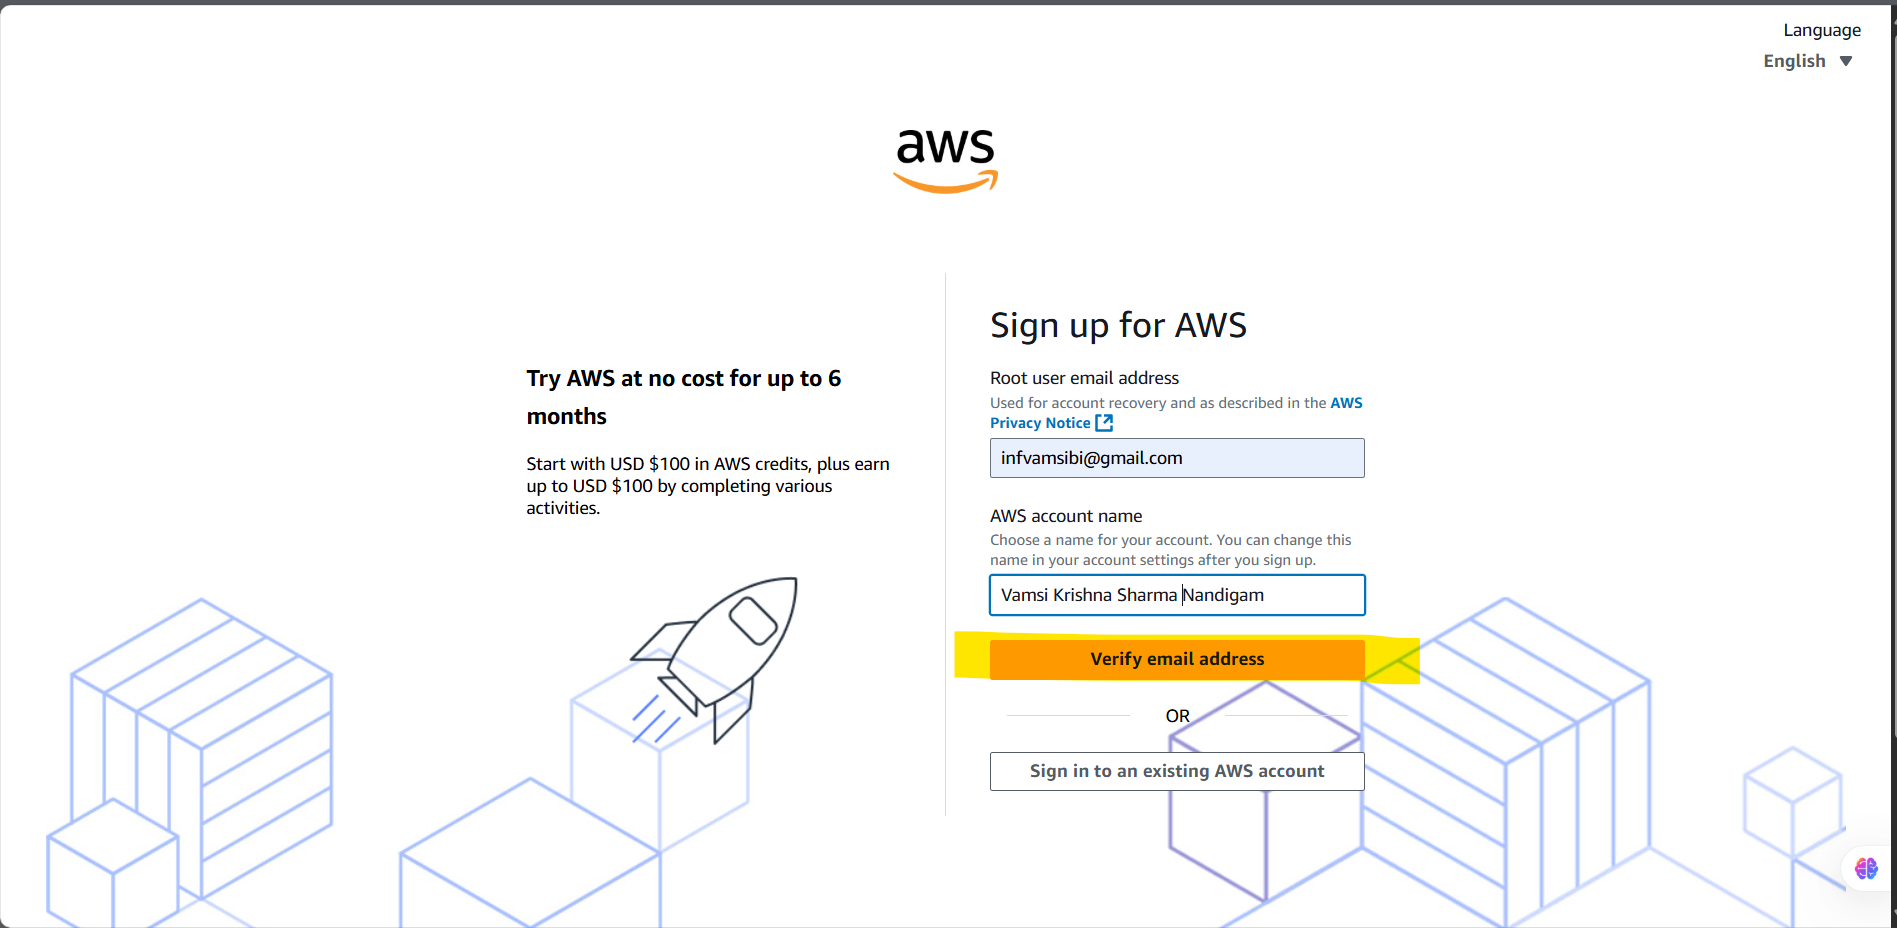 Language
English
aws
Try AWS at no cost for up to 6
months
Start with USD $100 in AWS credits, plus earn
up to USD $100 by completing various
activities.
Sign up for AWS
Root user email address
Used for account recovery and as described in the AWS
Privacy Notice
infvamsibi@gmail.com
AWS account name
Choose a name for your account. You can change this
name in your account settings after you sign up.
Vamsi Krishna Sharma Nandigam
Verify email address
OR
Sign in to an existing AWS account